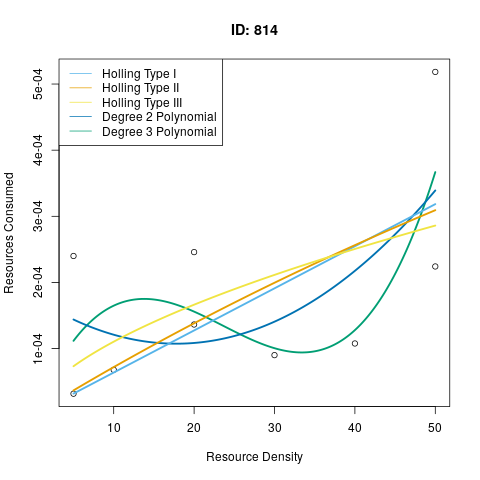 ID: 814
Holling Type I
Holling Type II
Holling Type III
Degree 2 Polynomial
Degree 3 Polynomial
Resources Consumed
5e-04
4e-04
3e-04
2e-04
1e-04
10 20 30 40 50
Resource Density